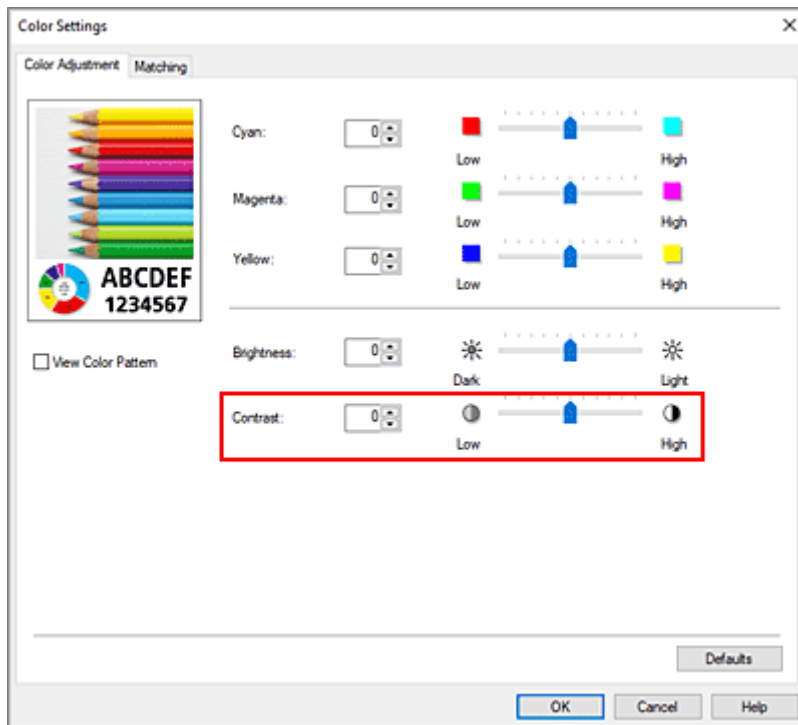 Color Settings
Color Adjustment Matching
Cyan: 0
Low High
Magenta: 0
Low High
Yellow: 0
Low High
ABCDEF
1234567
View Color Pattern
Brightness: 0
Dark Light
Contrast: 0
Low High
Defaults
OK Cancel Help